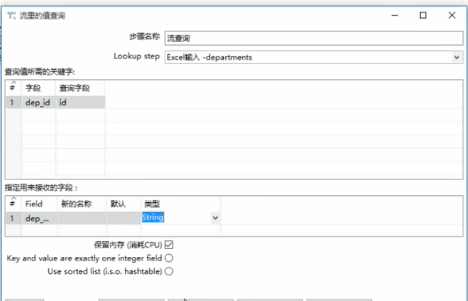 流里的值查询
步骤名称 流查询
Lookup step Excel输入 -departments
查询值所需的关键字:
# 字段 查询字段
1 dep_id id
指定用来接收的字段 :
# Field 新的名称 默认 类型
1 dep_... String
保留内存 (消耗CPU)
Key and value are exactly one integer field
Use sorted list (i.s.o. hashtable)